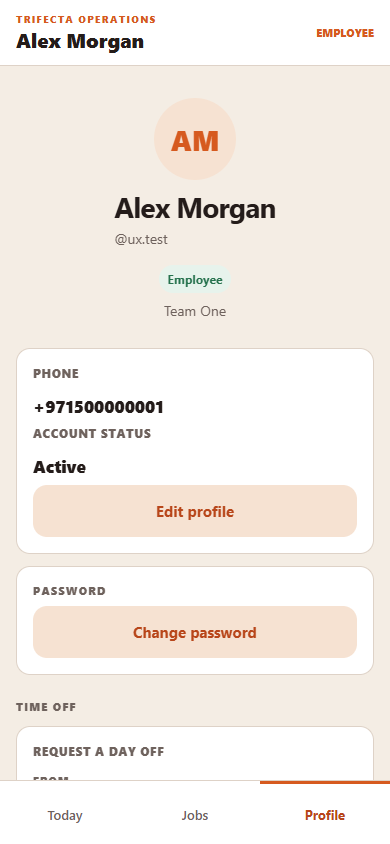 TRIFECTA OPERATIONS
Alex Morgan
EMPLOYEE
AM
Alex Morgan
@ux.test
Employee
Team One
PHONE
+971500000001
ACCOUNT STATUS
Active
Edit profile
PASSWORD
Change password
TIME OFF
REQUEST A DAY OFF
FROM
Today
Jobs
Profile